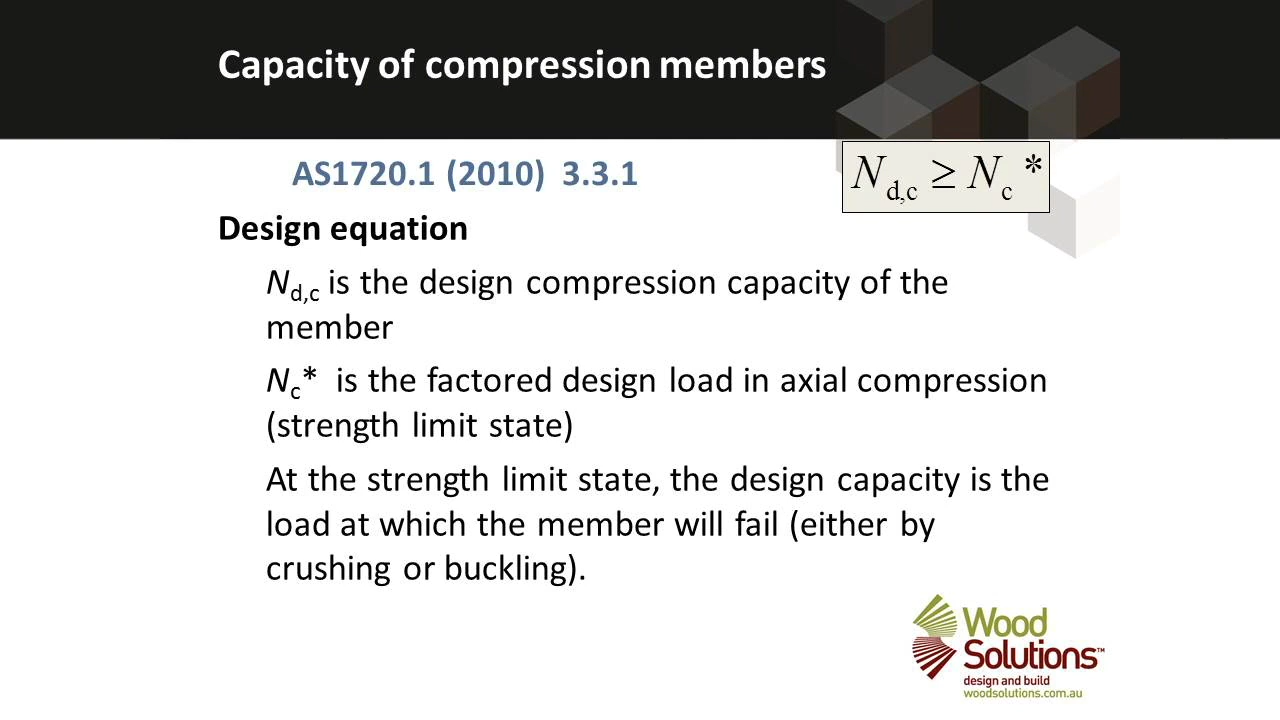 Capacity of compression members
AS1720.1 (2010) 3.3.1
N d,c ≥ N c *
Design equation
Nd,c is the design compression capacity of the
member
Nc* is the factored design load in axial compression
(strength limit state)
At the strength limit state, the design capacity is the
load at which the member will fail (either by
crushing or buckling).
Wood
Solutions™
design and build
woodsolutions.com.au